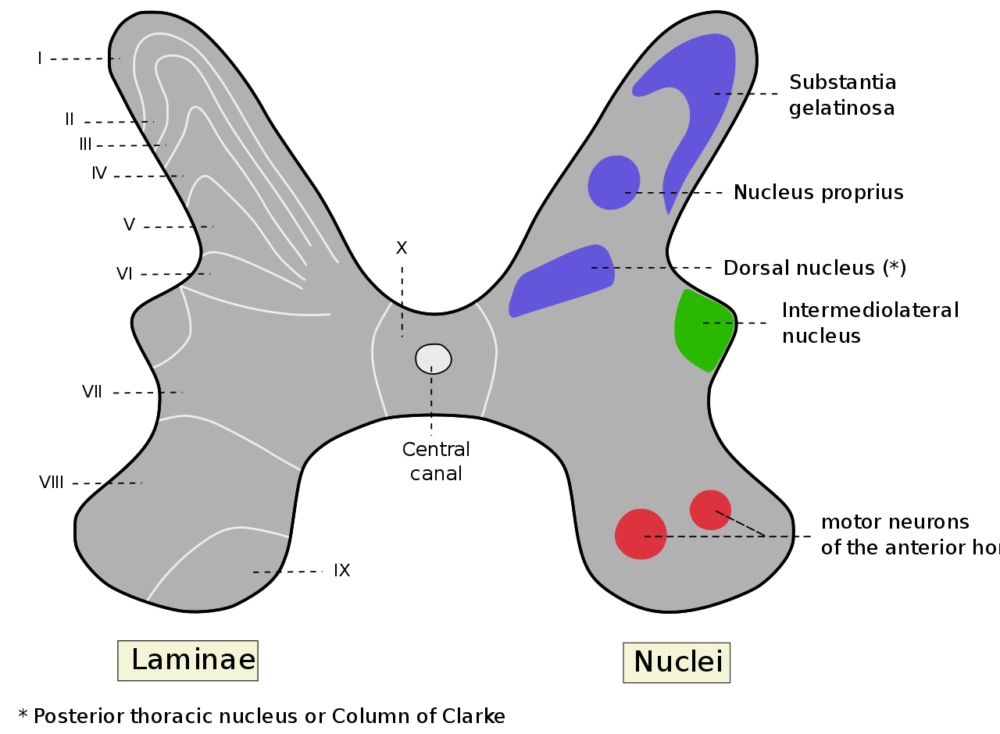 I
II
III
IV
V
VI
VII
VIII
IX
X
Central
canal
Substantia
gelatinosa
Nucleus proprius
Dorsal nucleus (*)
Intermediolateral
nucleus
motor neurons
of the anterior
Laminae
Nuclei
* Posterior thoracic nucleus or Column of Clarke